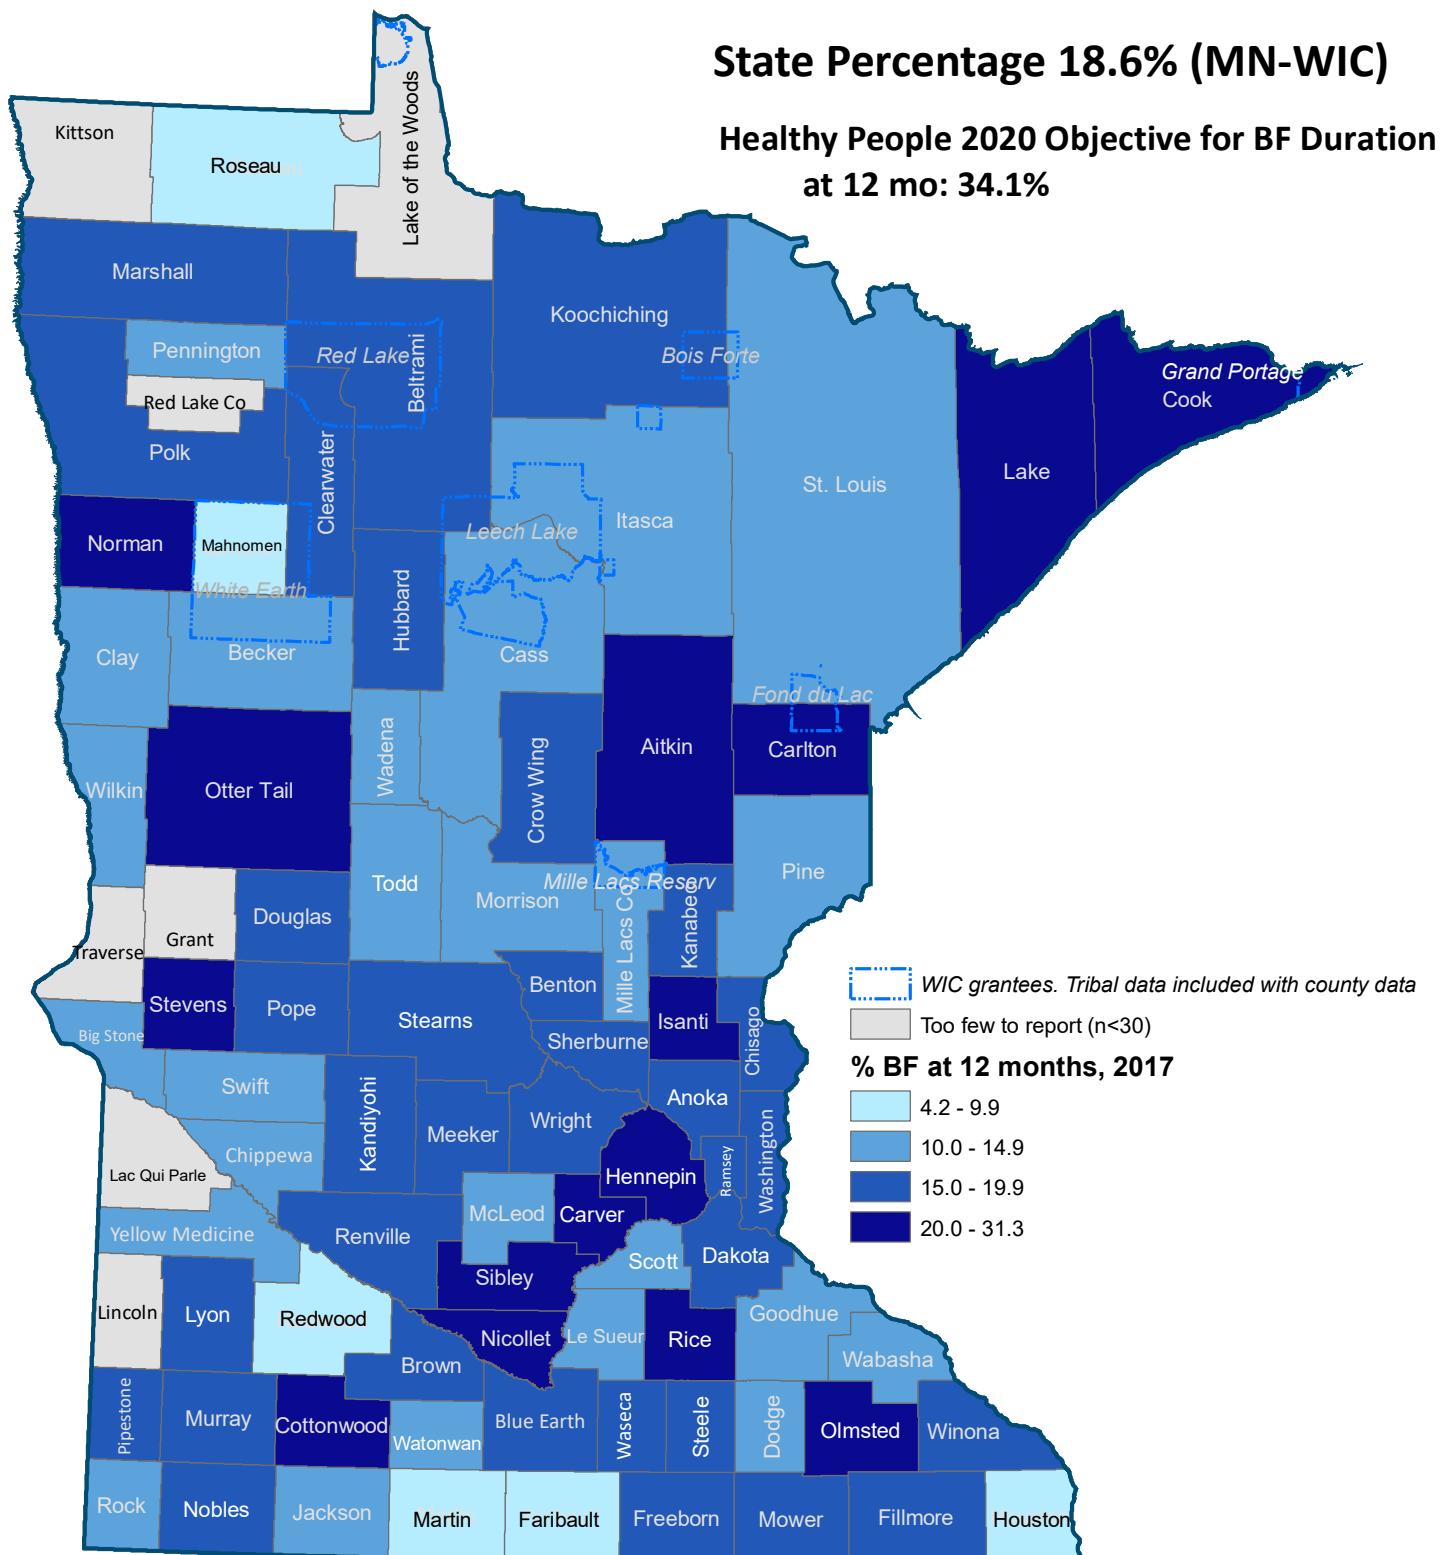 State Percentage 18.6% (MN-WIC)
Healthy People 2020 Objective for BF Duration
at 12 mo: 34.1%
Kittson
Roseau
Lake of the Woods
Marshall
Koochiching
Pennington
Red Lake
Beltrami
Bois Forte
Grand Portage
Cook
Red Lake Co
Polk
Clearwater
Lake
St. Louis
Norman
Mahnomen
Leech Lake
Itasca
White Earth
Hubbard
Clay
Becker
Cass
Fond du Lac
Wadena
Aitkin
Carlton
Wilkin
Otter Tail
Crow Wing
Todd
Mille Lacs Reserv
Pine
Morrison
Douglas
Grant
Traverse
Mille Lacs Co
Kanabec
Benton
Stevens
Pope
Stearns
Isanti
Big Stone
Sherburne
Chisago
Swift
Anoka
Kandiyohi
Meeker
Wright
Washington
Chippewa
Lac Qui Parle
Hennepin
Ramsey
McLeod
Carver
Yellow Medicine
Renville
Scott
Dakota
Sibley
Lincoln
Lyon
Redwood
Goodhue
Nicollet
Le Sueur
Rice
Brown
Wabasha
Pipestone
Murray
Cottonwood
Watonwan
Blue Earth
Waseca
Steele
Dodge
Olmsted
Winona
Rock
Nobles
Jackson
Martin
Faribault
Freeborn
Mower
Fillmore
Houston
WIC grantees. Tribal data included with county data
Too few to report (n<30)
% BF at 12 months, 2017
4.2 - 9.9
10.0 - 14.9
15.0 - 19.9
20.0 - 31.3